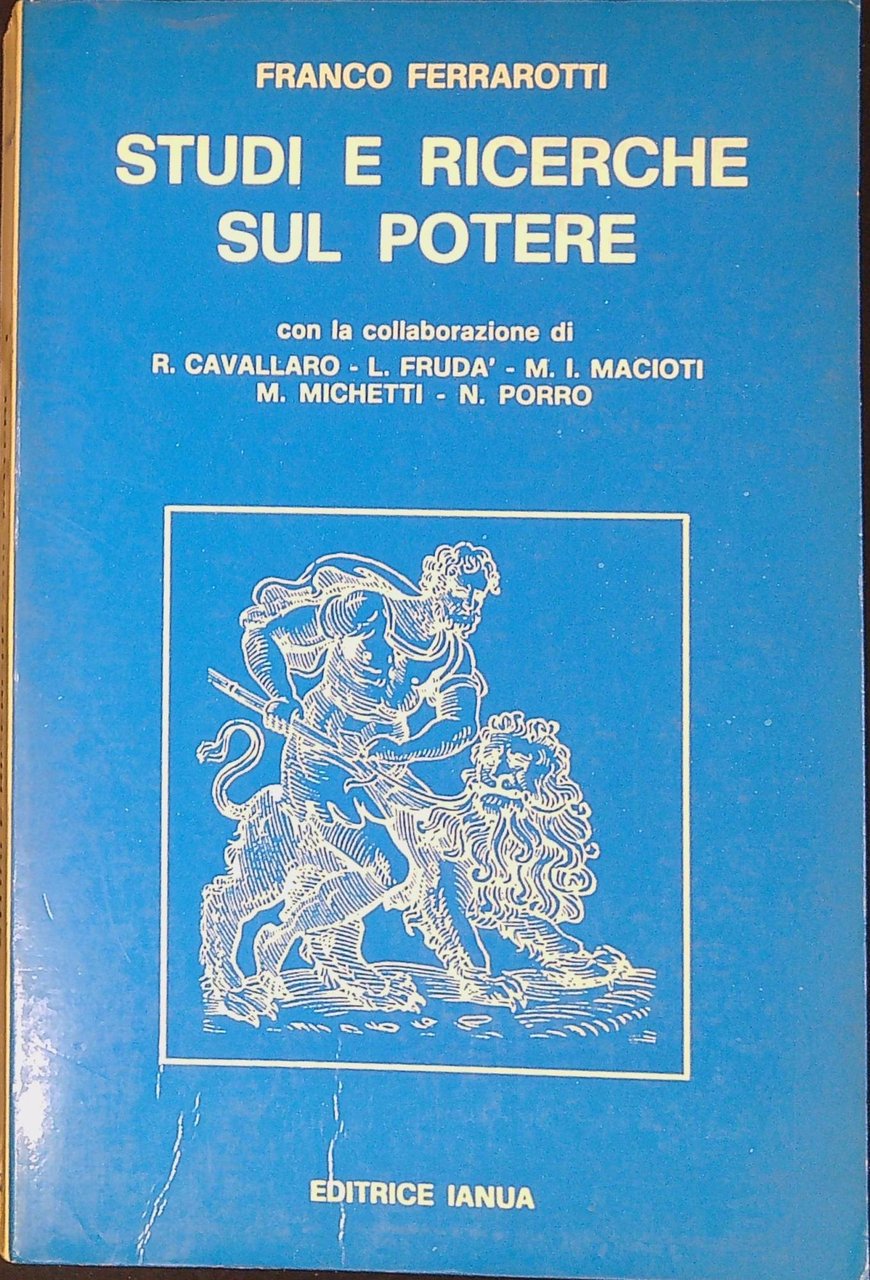 FRANCO FERRAROTTI
STUDI E RICERCHE
SUL POTERE
con la collaborazione di
R. CAVALLARO - L. FRUDA' - M. I. MACIOTI
M. MICHETTI - N. PORRO
EDITRICE IANUA